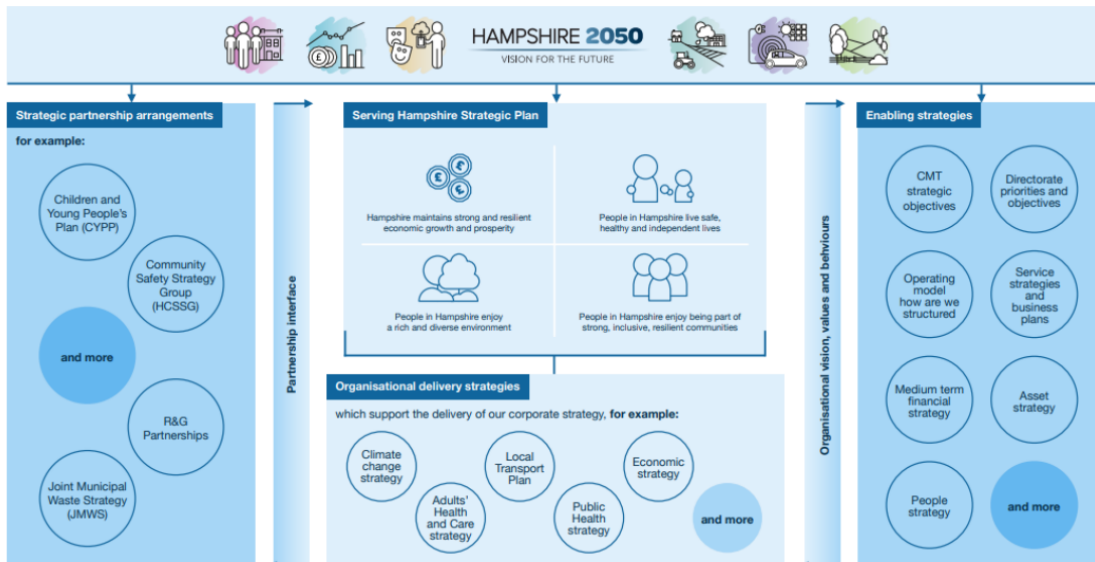 HAMPSHIRE 2050
VISION FOR THE FUTURE
Strategic partnership arrangements
for example:
Children and
Young People's
Plan (CYPP)
Community
Safety Strategy
Group
(HCSSG)
and more
R&G
Partnerships
Joint Municipal
Waste Strategy
(JMWS)
Partnership interface
Serving Hampshire Strategic Plan
Hampshire maintains strong and resilient
economic growth and prosperity
People in Hampshire live safe,
healthy and independent lives
People in Hampshire enjoy
a rich and diverse environment
People in Hampshire enjoy being part of
strong, inclusive, resilient communities
Organisational delivery strategies
which support the delivery of our corporate strategy, for example:
Climate
change
strategy
Adults'
Health
and Care
strategy
Local
Transport
Plan
Public
Health
strategy
Economic
strategy
and more
Organisational vision, values and behviours
Enabling strategies
CMT
strategic
objectives
Directorate
priorities and
objectives
Operating
model
how are we
structured
Service
strategies
and
business
plans
Medium term
financial
strategy
Asset
strategy
People
strategy
and more